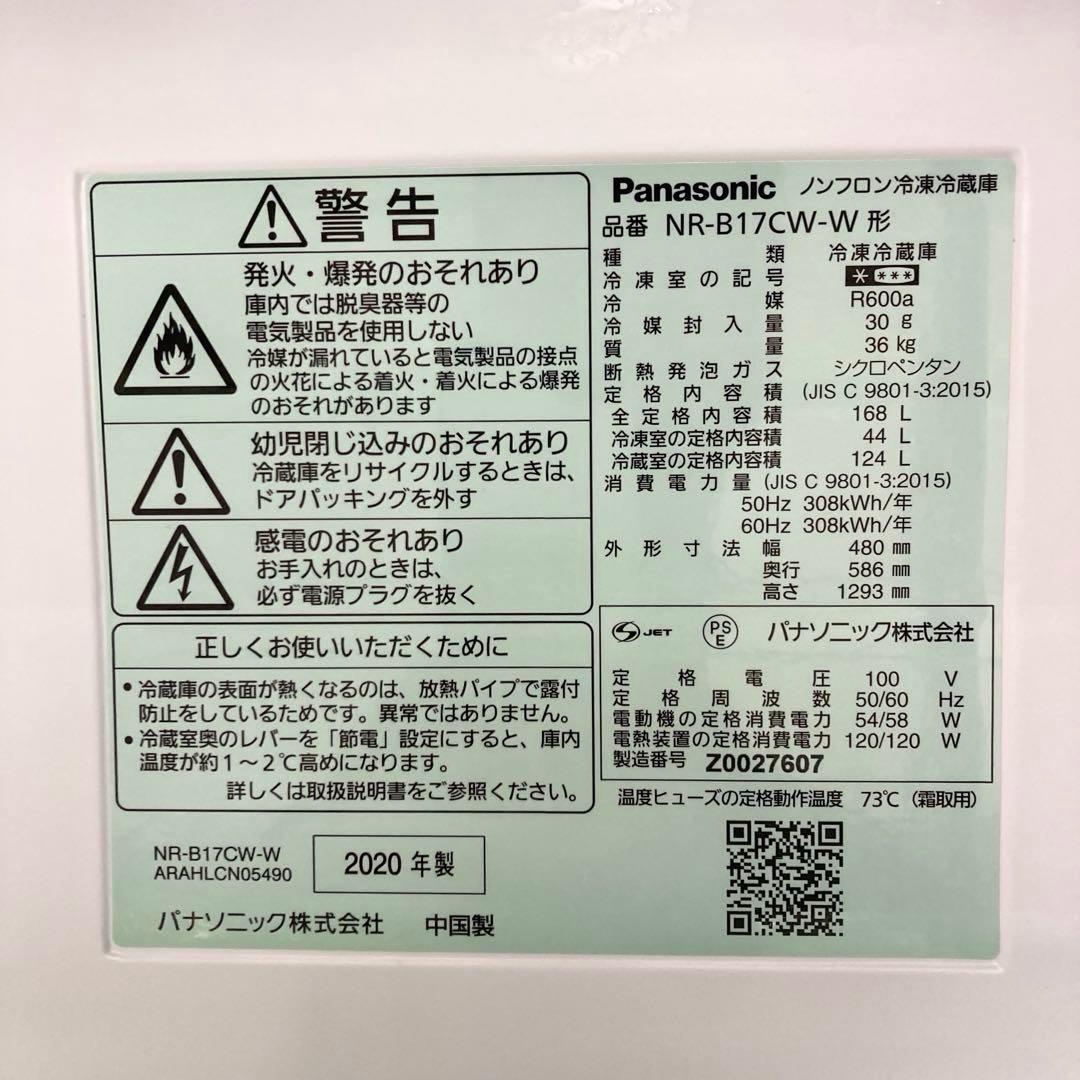 警告
発火・爆発のおそれあり
庫内では脱臭器等の
電気製品を使用しない
冷媒が漏れていると電気製品の接点
の火花による着火・着火による爆発
のおそれがあります
幼児閉じ込みのおそれあり
冷蔵庫をリサイクルするときは、
ドアパッキングを外す
感電のおそれあり
お手入れのときは、
必ず電源プラグを抜く
正しくお使いいただくために
•冷蔵庫の表面が熱くなるのは、放熱パイプで露付
防止をしているためです。異常ではありません。
•冷蔵室奥のレバーを「節電」設定にすると、庫内
温度が約1～2℃高めになります。
詳しくは取扱説明書をご参照ください。
NR-B17CW-W
ARAHLCN05490
2020 年製
パナソニック株式会社 中国製
Panasonic ノンフロン冷凍冷蔵庫
品番 NR-B17CW-W 形
種類 冷凍冷蔵庫
冷凍室の記号 * ***
冷媒 R600a
冷媒封入量 30 g
質量 36 kg
断熱発泡ガス シクロペンタン
定格内容積 (JIS C 9801-3:2015)
全定格内容積 168 L
冷凍室の定格内容積 44 L
冷蔵室の定格内容積 124 L
消費電力量 (JIS C 9801-3:2015)
50Hz 308kWh/年
60Hz 308kWh/年
外形寸法 幅 480 mm
奥行 586 mm
高さ 1293 mm
S JET PS E パナソニック株式会社
定格電圧 100 V
定格周波数 50/60 Hz
電動機の定格消費電力 54/58 W
電熱装置の定格消費電力 120/120 W
製造番号 Z0027607
温度ヒューズの定格動作温度 73℃（霜取用）